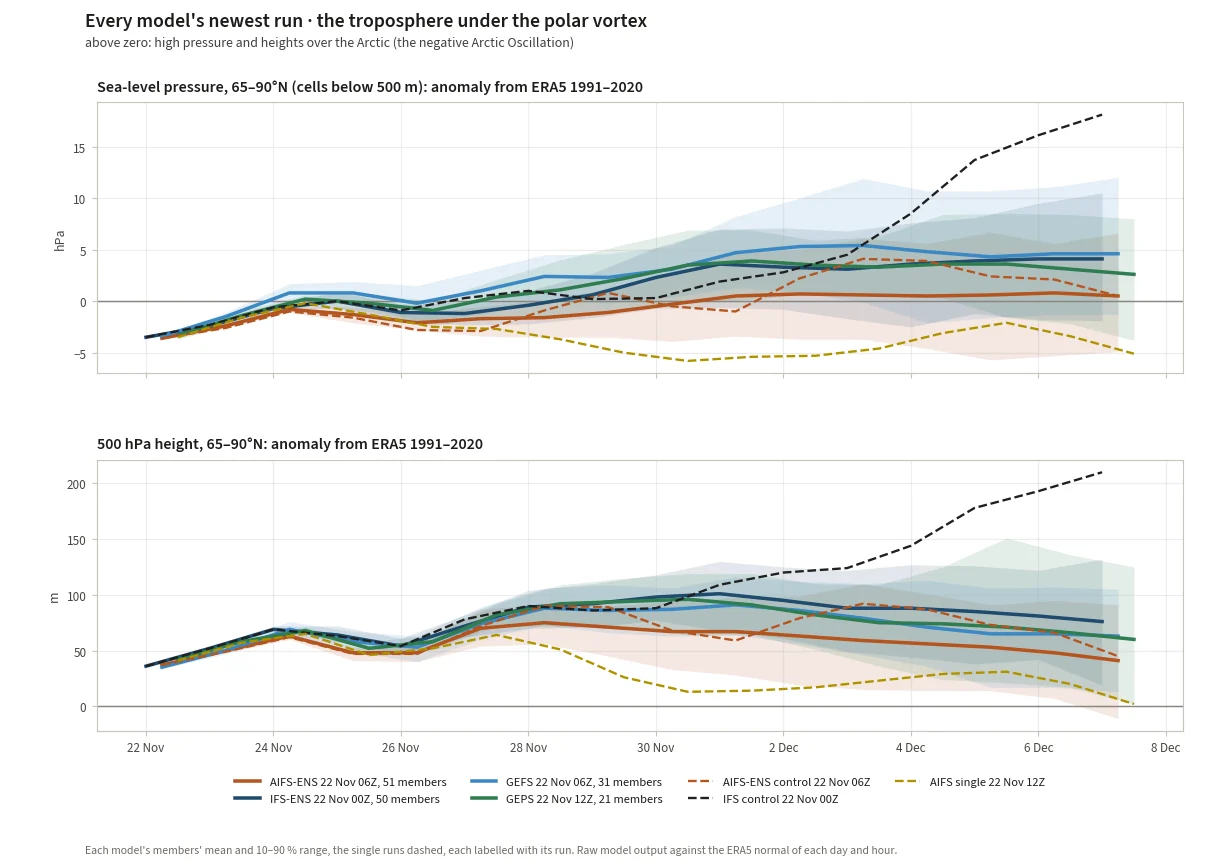 Every model's newest run · the troposphere under the polar vortex
above zero: high pressure and heights over the Arctic (the negative Arctic Oscillation)
Sea-level pressure, 65–90°N (cells below 500 m): anomaly from ERA5 1991–2020
15
10
5
0
−5
hPa
500 hPa height, 65–90°N: anomaly from ERA5 1991–2020
200
150
100
50
0
m
22 Nov 24 Nov 26 Nov 28 Nov 30 Nov 2 Dec 4 Dec 6 Dec 8 Dec
AIFS-ENS 22 Nov 06Z, 51 members GEFS 22 Nov 06Z, 31 members AIFS-ENS control 22 Nov 06Z AIFS single 22 Nov 12Z
IFS-ENS 22 Nov 00Z, 50 members GEPS 22 Nov 12Z, 21 members IFS control 22 Nov 00Z
Each model's members' mean and 10–90 % range, the single runs dashed, each labelled with its run. Raw model output against the ERA5 normal of each day and hour.